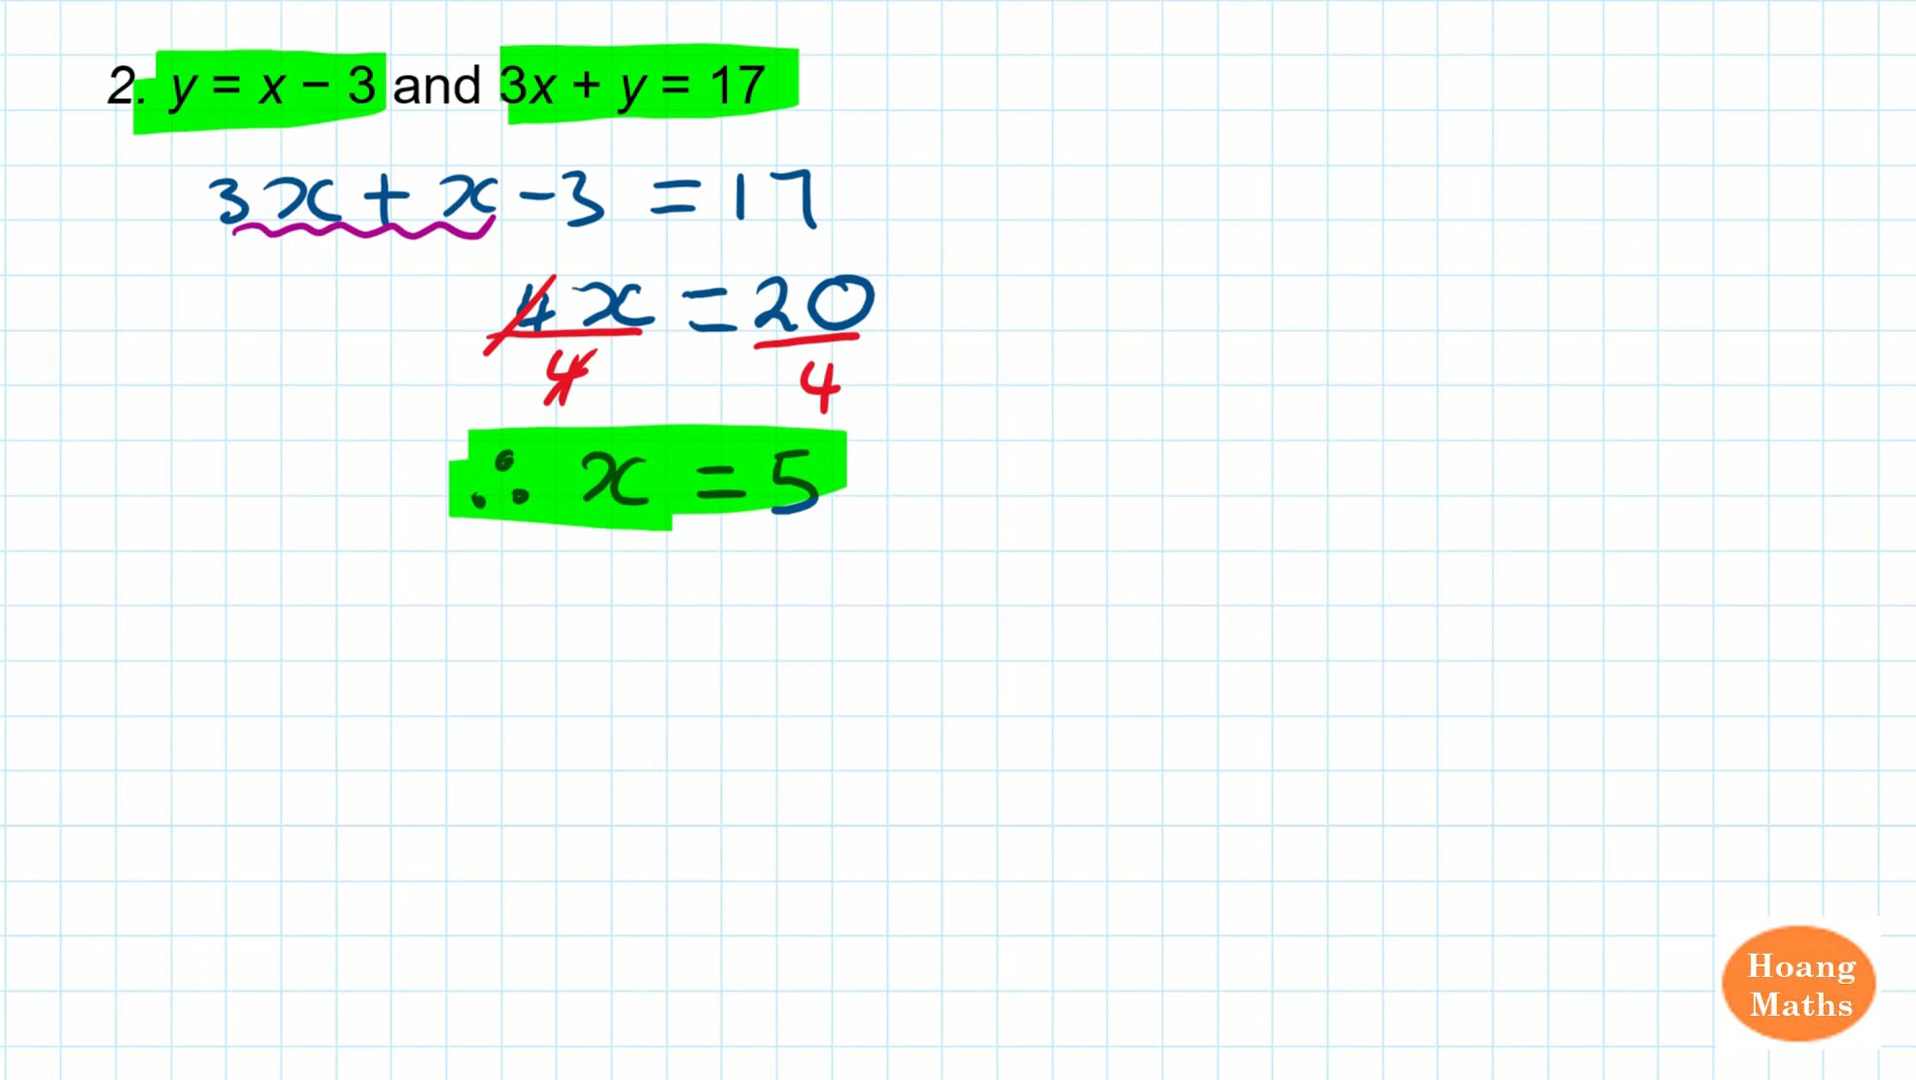 2. y = x − 3 and 3x + y = 17
3x + x - 3 = 17
4x = 20
4 4
∴ x = 5
Hoang
Maths